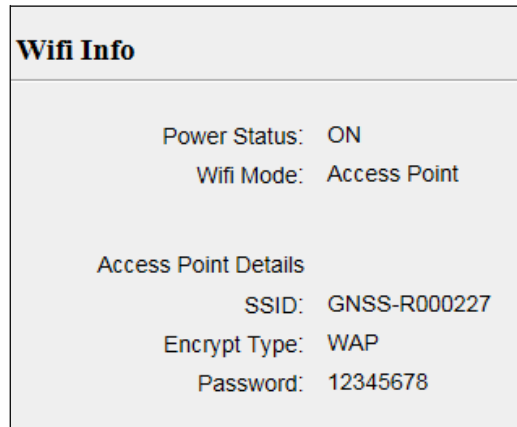 Wifi Info
Power Status: ON
Wifi Mode: Access Point
Access Point Details
SSID: GNSS-R000227
Encrypt Type: WAP
Password: 12345678